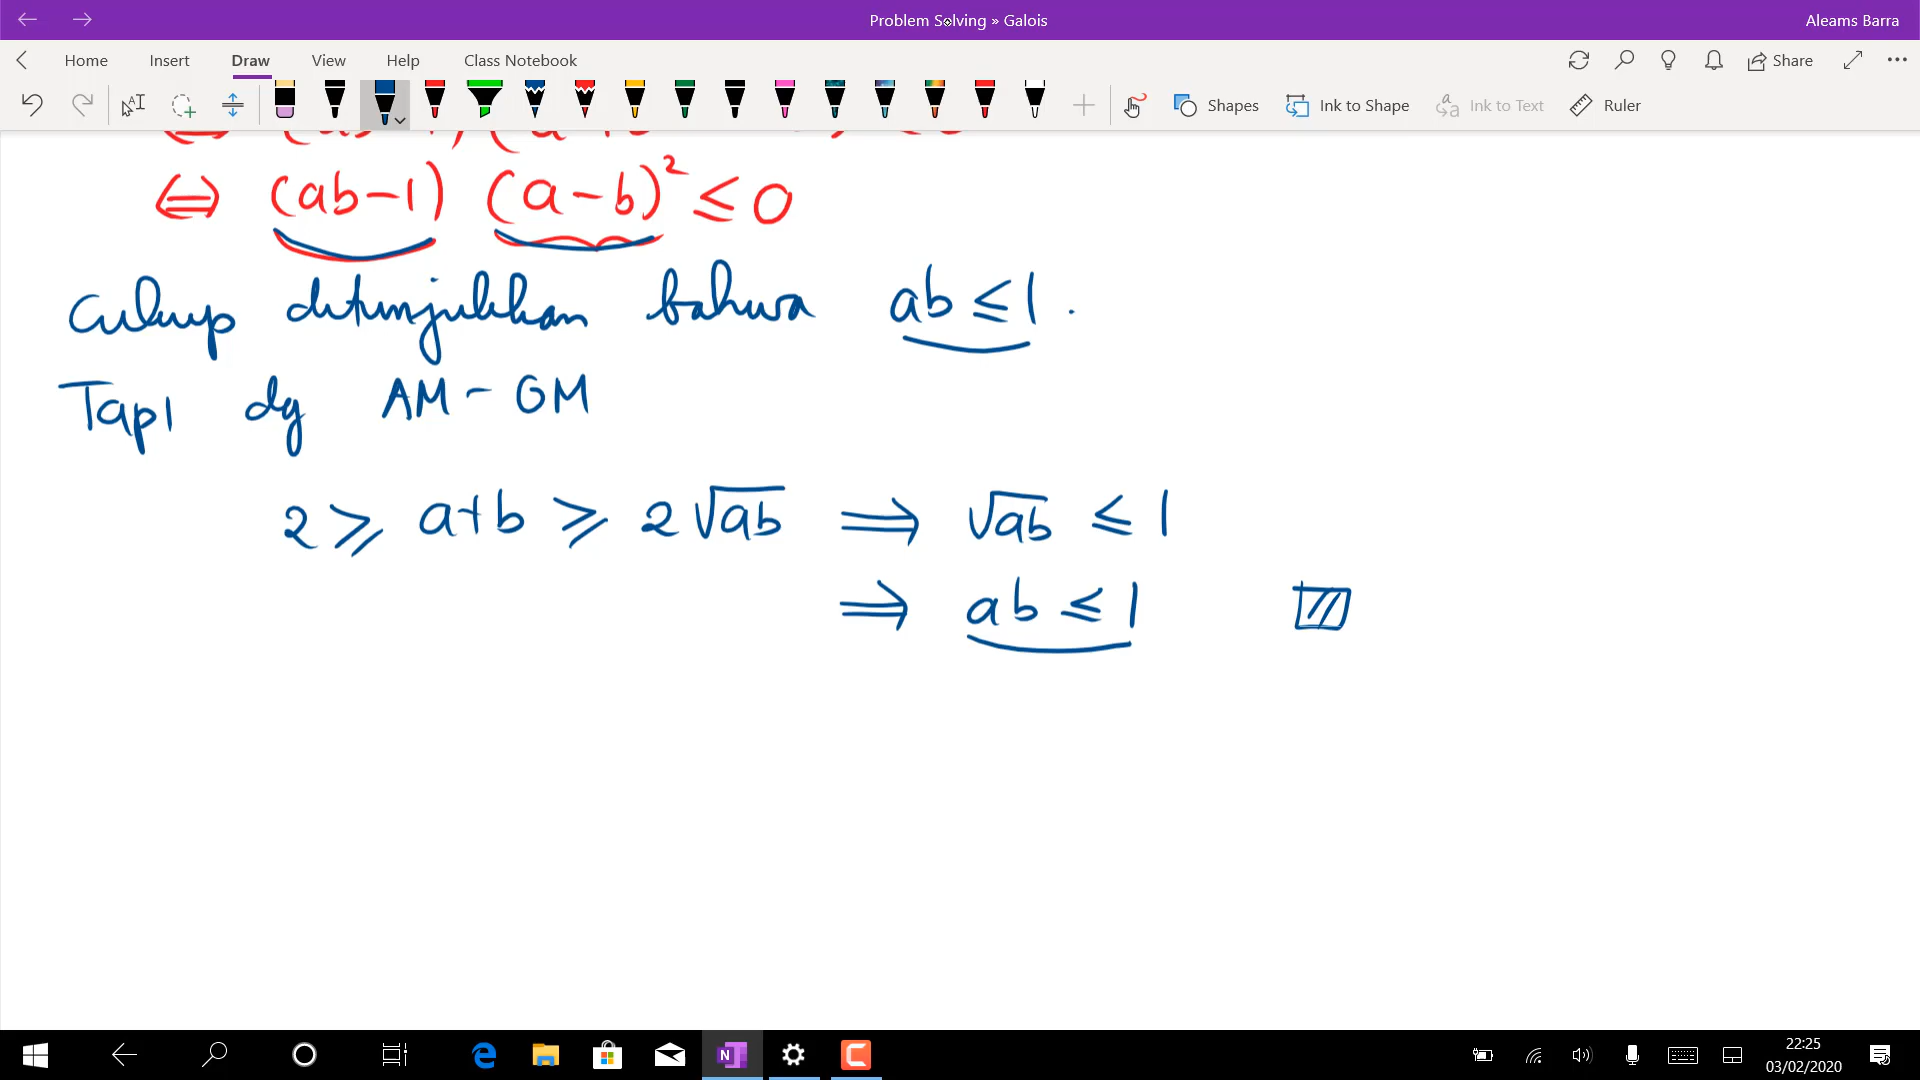 Problem Solving » Galois
Aleams Barra
Home Insert Draw View Help Class Notebook
Share
Shapes Ink to Shape Ink to Text Ruler
⇔ (ab-1) (a-b)² ≤ 0
Cukup ditunjukkan bahwa ab ≤ 1.
Tapi dg AM - GM
2 ⩾ a+b ⩾ 2√ab ⟹ √ab ≤ 1
⟹ ab ≤ 1
22:25
03/02/2020